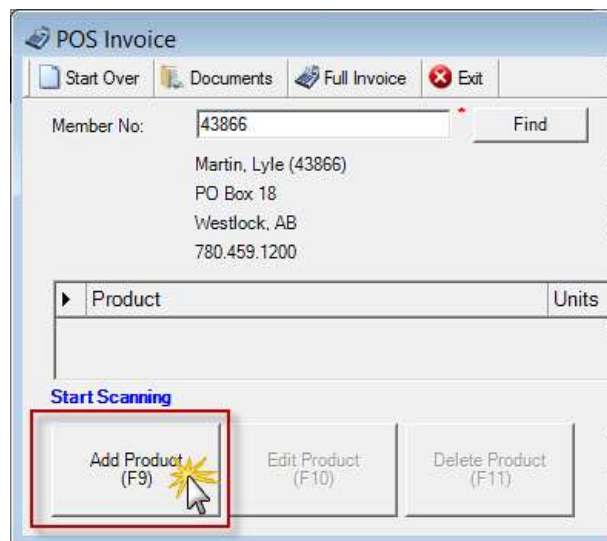 POS Invoice
Start Over Documents Full Invoice Exit
Member No: 43866 * Find
Martin, Lyle (43866)
PO Box 18
Westlock, AB
780.459.1200
Product Units
Start Scanning
Add Product Edit Product Delete Product
(F9) (F10) (F11)